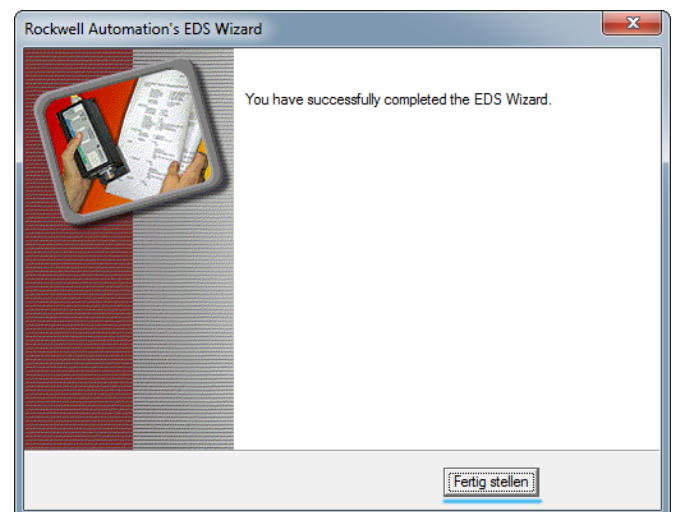 Rockwell Automation's EDS Wizard
You have successfully completed the EDS Wizard.
Fertig stellen